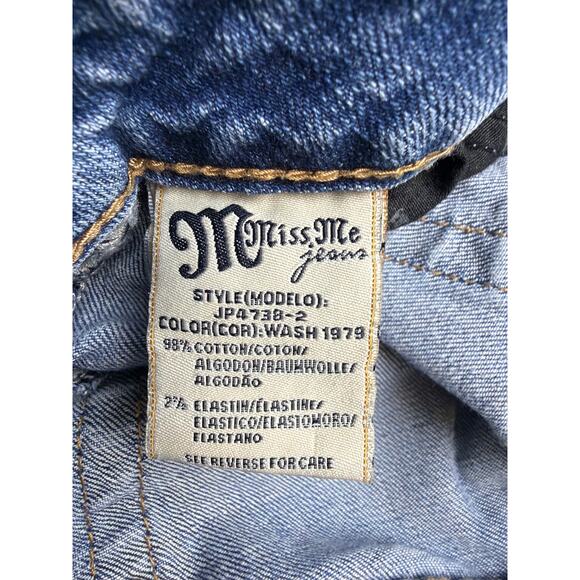 M Miss Me
jeans
STYLE(MODELO):
JP4738-2
COLOR(COR):WASH 1979
98% COTTON/COTON/
ALGODON/BAUMWOLLE/
ALGODÃO
2% ELASTIN/ÉLASTINE/
ELASTICO/ELASTOMORO/
ELASTANO
SEE REVERSE FOR CARE